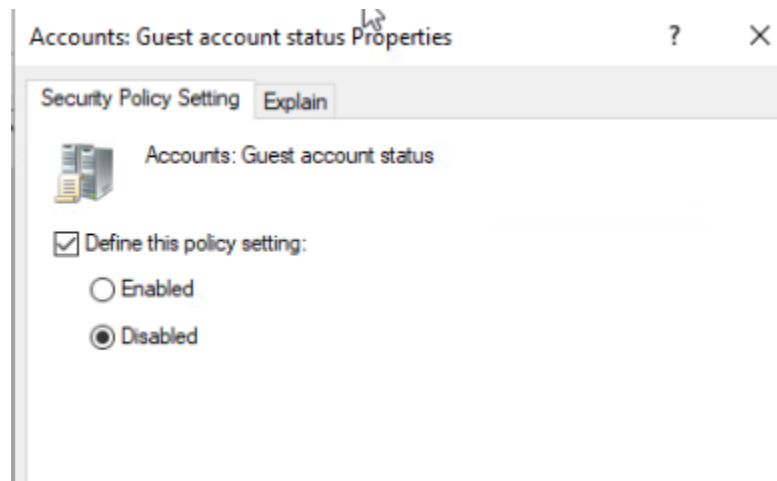 Accounts: Guest account status Properties ?
Security Policy Setting Explain
Accounts: Guest account status
Define this policy setting:
Enabled
Disabled